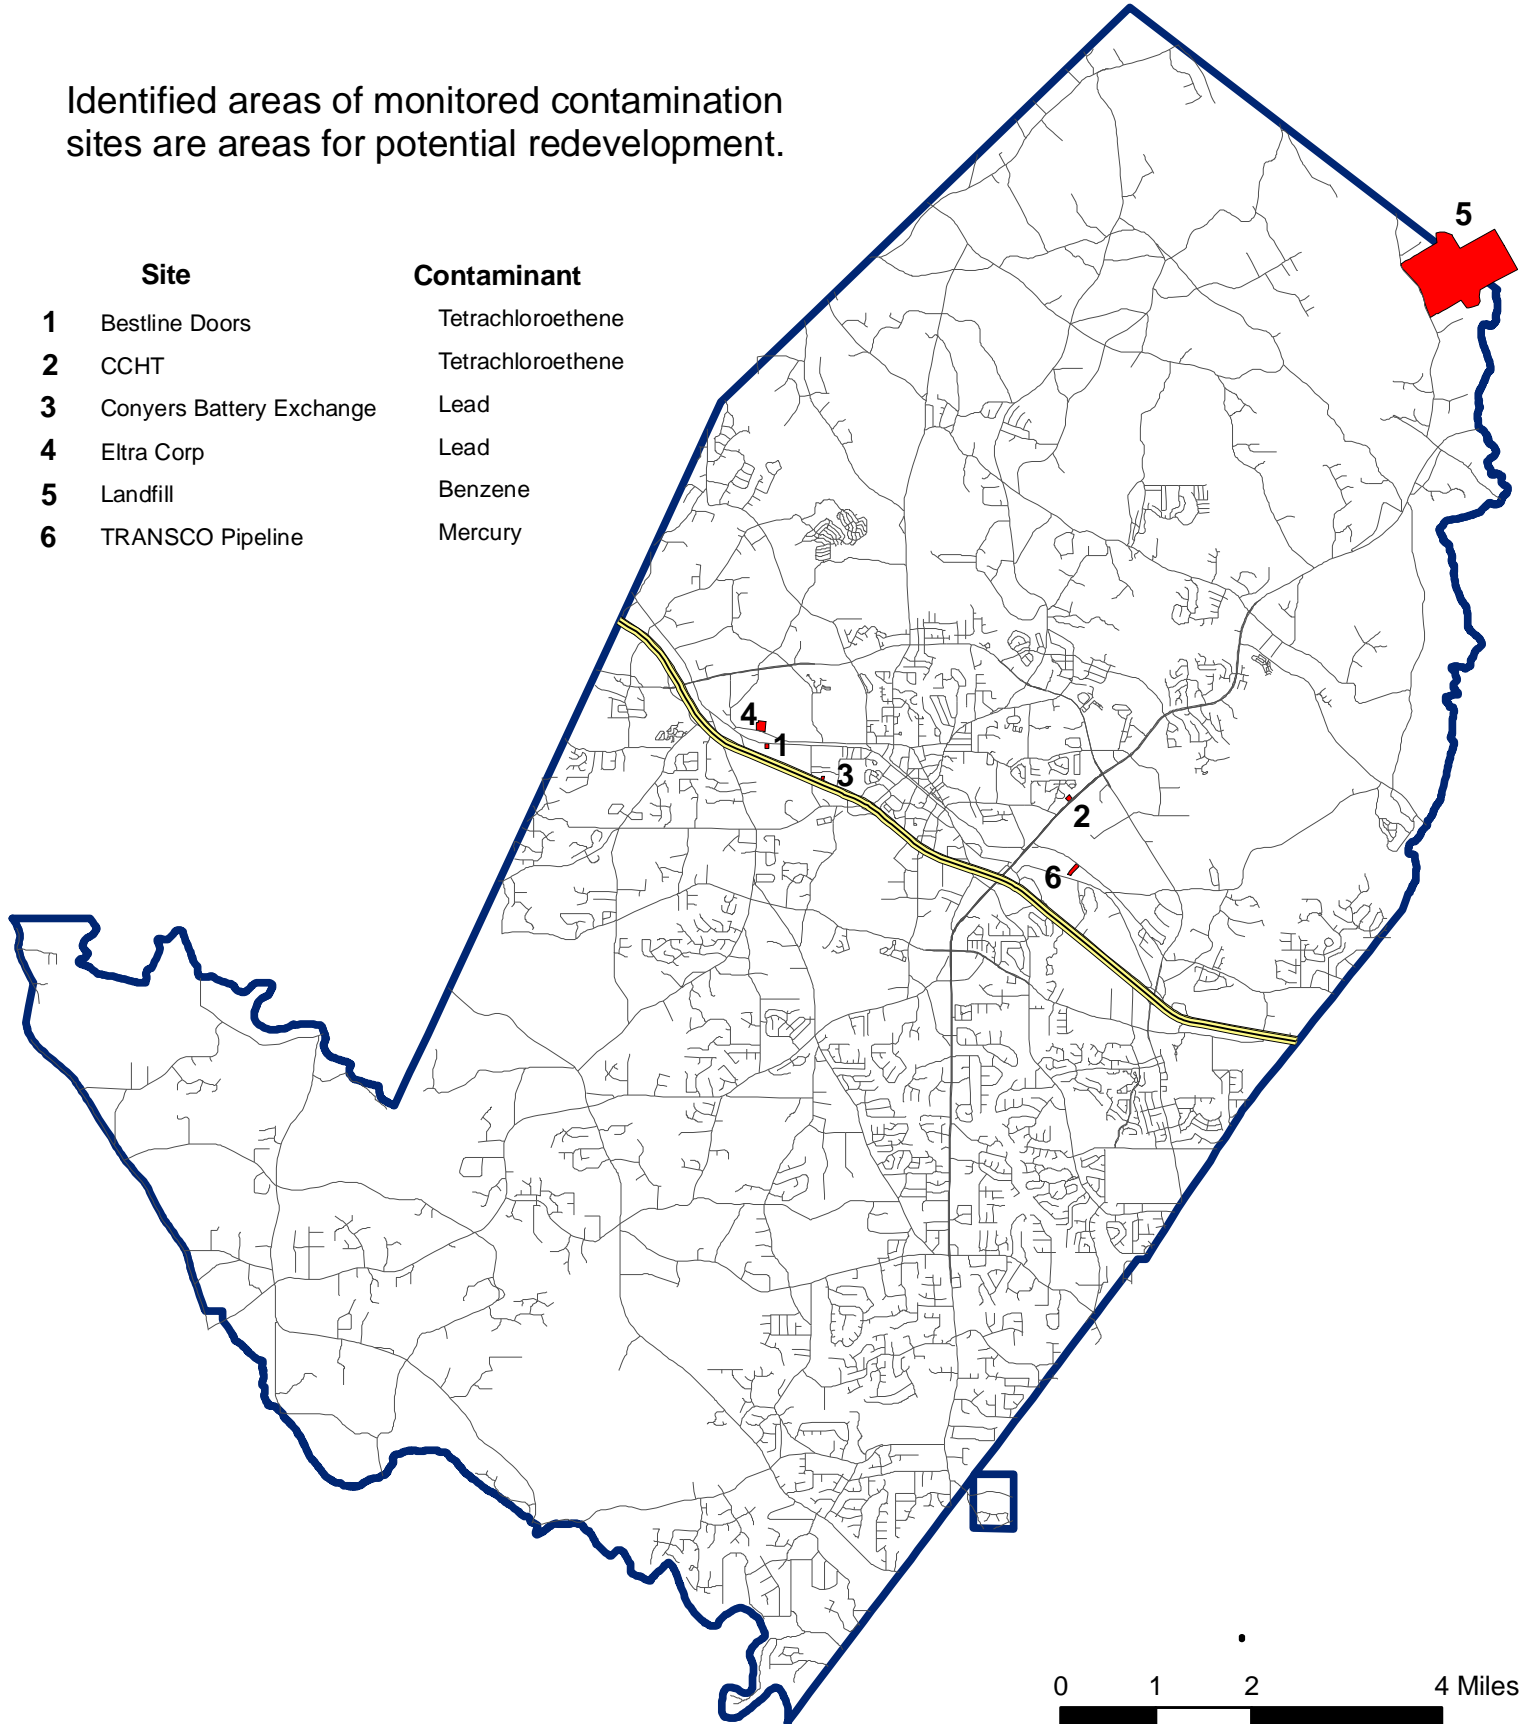 Identified areas of monitored contamination
sites are areas for potential redevelopment.
Site Contaminant
1 Bestline Doors Tetrachloroethene
2 CCHT Tetrachloroethene
3 Conyers Battery Exchange Lead
4 Eltra Corp Lead
5 Landfill Benzene
6 TRANSCO Pipeline Mercury
5
4
1
3
2
6
0 1 2 4 Miles